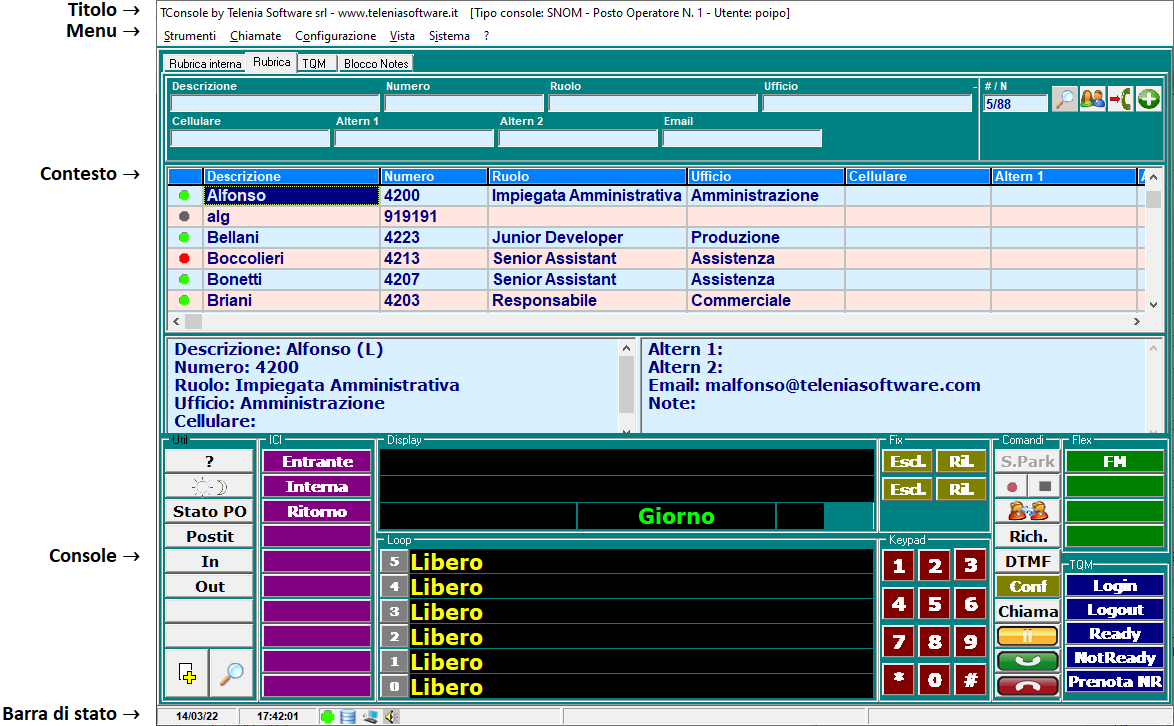 Titolo →
TConsole by Telenia Software srl - www.teleniasoftware.it [Tipo console: SNOM - Posto Operatore N. 1 - Utente: poipo]
Menu →
Strumenti Chiamate Configurazione Vista Sistema ?
Rubrica interna Rubrica TQM Blocco Notes
Descrizione Numero Ruolo Ufficio # / N
5/88
Cellulare Altern 1 Altern 2 Email
Contesto →
Descrizione Numero Ruolo Ufficio Cellulare Altern 1
Alfonso 4200 Impiegata Amministrativa Amministrazione
alg 919191
Bellani 4223 Junior Developer Produzione
Boccolieri 4213 Senior Assistant Assistenza
Bonetti 4207 Senior Assistant Assistenza
Briani 4203 Responsabile Commerciale
Descrizione: Alfonso (L)
Numero: 4200
Ruolo: Impiegata Amministrativa
Ufficio: Amministrazione
Cellulare:
Altern 1:
Altern 2:
Email: malfonso@teleniasoftware.com
Note:
Console →
Util
?
Stato PO
Postit
In
Out
ICI
Entrante
Interna
Ritorno
Display
Giorno
Loop
5 Libero
4 Libero
3 Libero
2 Libero
1 Libero
0 Libero
Fix
Escl. Ril.
Escl. Ril.
Keypad
1 2 3
4 5 6
7 8 9
* 0 #
Comandi
S.Park
Rich.
DTMF
Conf
Chiama
Flex
FM
TQM
Login
Logout
Ready
NotReady
Prenota NR
Barra di stato →
14/03/22 17:42:01